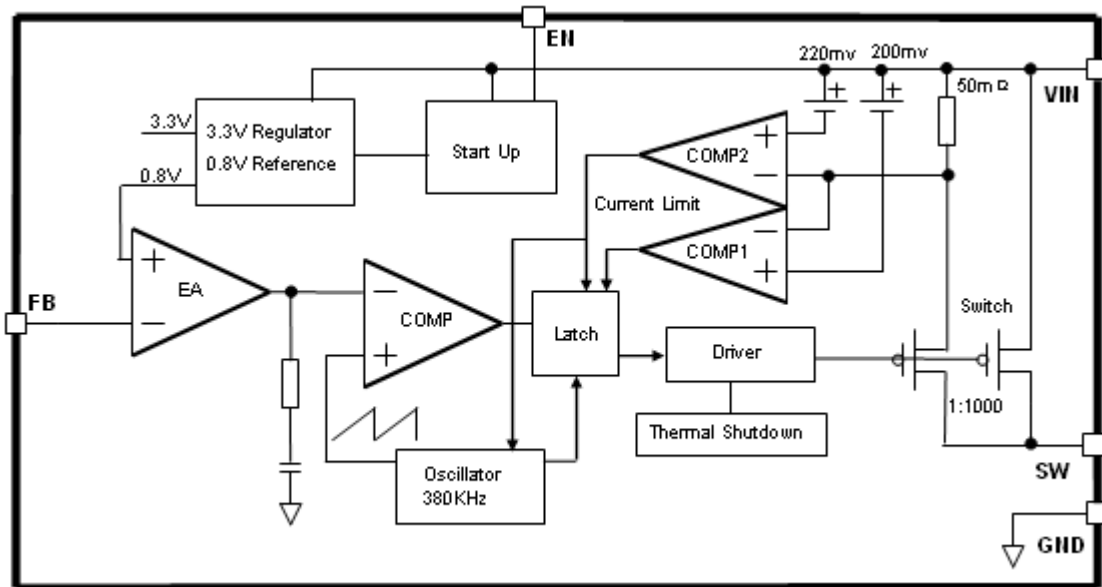 EN
220mv 200mv
VIN
50mΩ
3.3V
3.3V Regulator
0.8V Reference
0.8V
Start Up
+
+
+
COMP2
−
Current Limit
−
COMP1
+
+
EA
−
FB
−
COMP
+
Latch
Driver
Switch
1:1000
Thermal Shutdown
Oscillator
380KHz
SW
GND